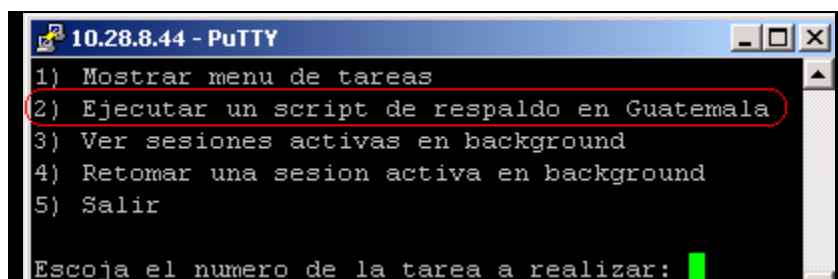 10.28.8.44 - PuTTY
1) Mostrar menu de tareas
2) Ejecutar un script de respaldo en Guatemala
3) Ver sesiones activas en background
4) Retomar una sesion activa en background
5) Salir
Escoja el numero de la tarea a realizar: